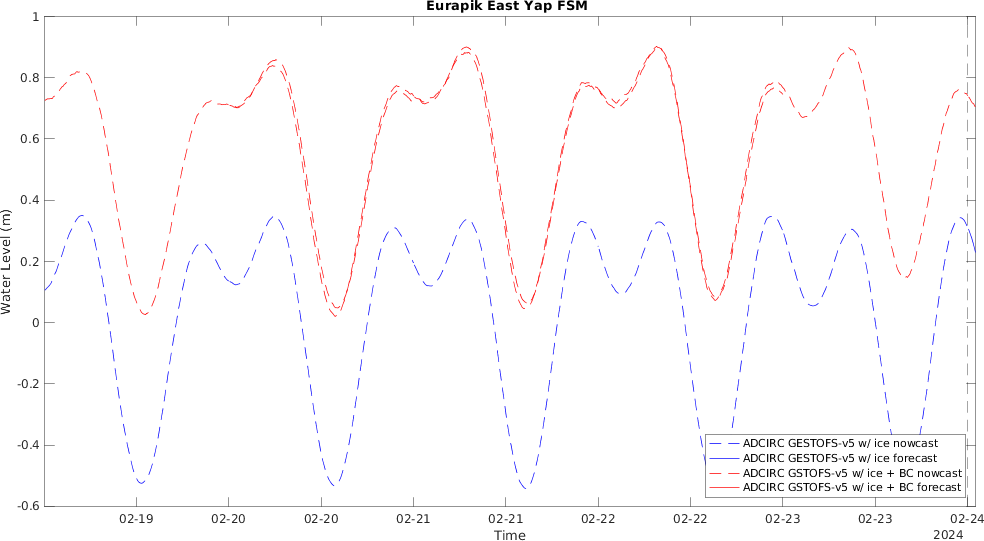 Eurapik East Yap FSM
1
0.8
0.6
0.4
0.2
0
-0.2
-0.4
-0.6
Water Level (m)
ADCIRC GESTOFS-v5 w/ ice nowcast
ADCIRC GESTOFS-v5 w/ ice forecast
ADCIRC GSTOFS-v5 w/ ice + BC nowcast
ADCIRC GSTOFS-v5 w/ ice + BC forecast
02-19 02-20 02-20 02-21 02-21 02-22 02-22 02-23 02-23 02-24
Time
2024